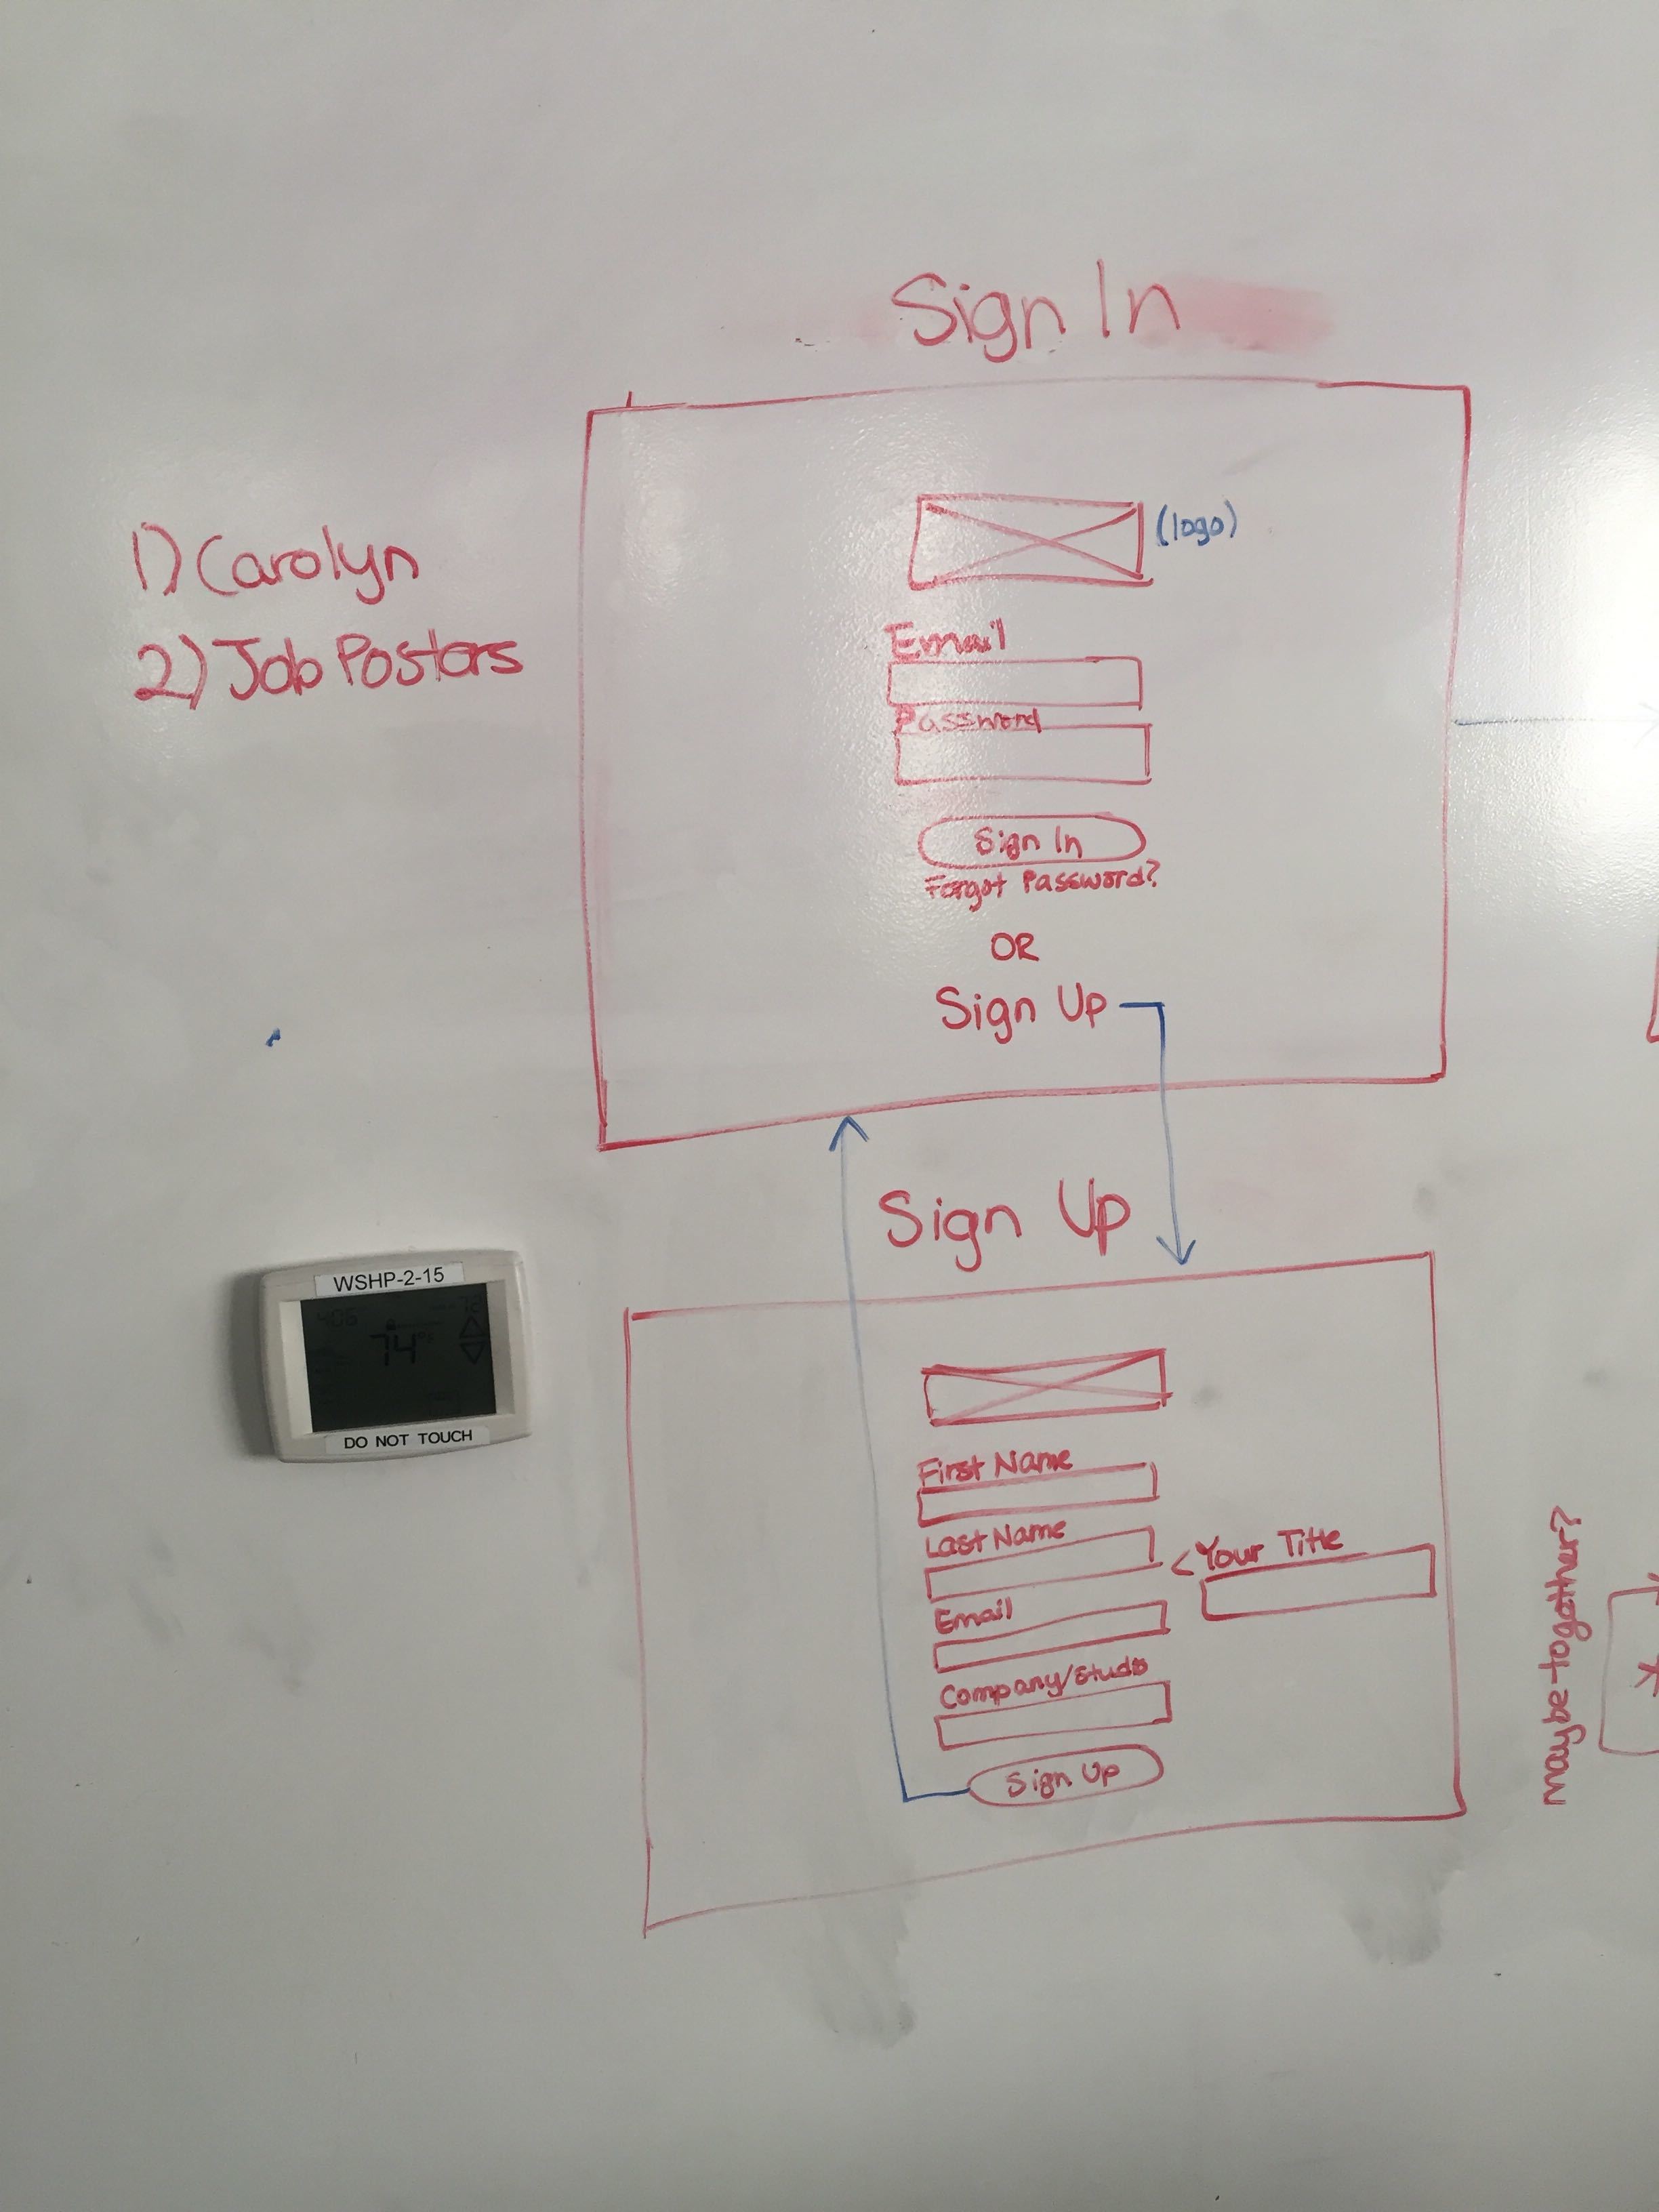 Sign In
1) Carolyn
2) Job Posters
(logo)
Email
Password
Sign In
Forgot Password?
OR
Sign Up
Sign Up
WSHP-2-15
74°
DO NOT TOUCH
First Name
Last Name
< Your Title
Email
Company/Studio
Sign Up
maybe together?